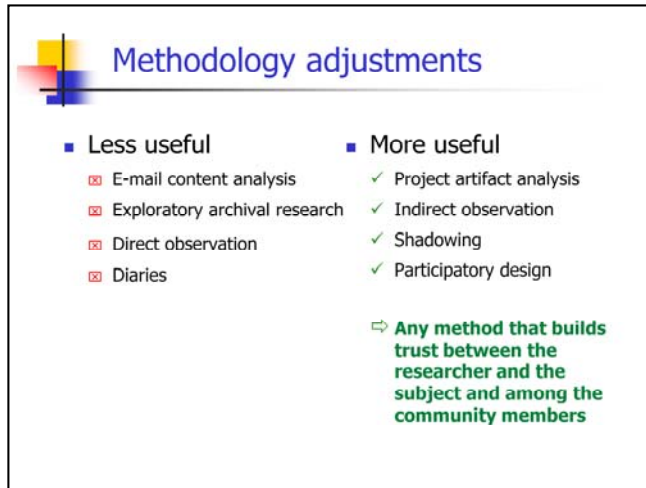 Methodology adjustments
Less useful
E-mail content analysis
Exploratory archival research
Direct observation
Diaries
More useful
Project artifact analysis
Indirect observation
Shadowing
Participatory design
Any method that builds
trust between the
researcher and the
subject and among the
community members